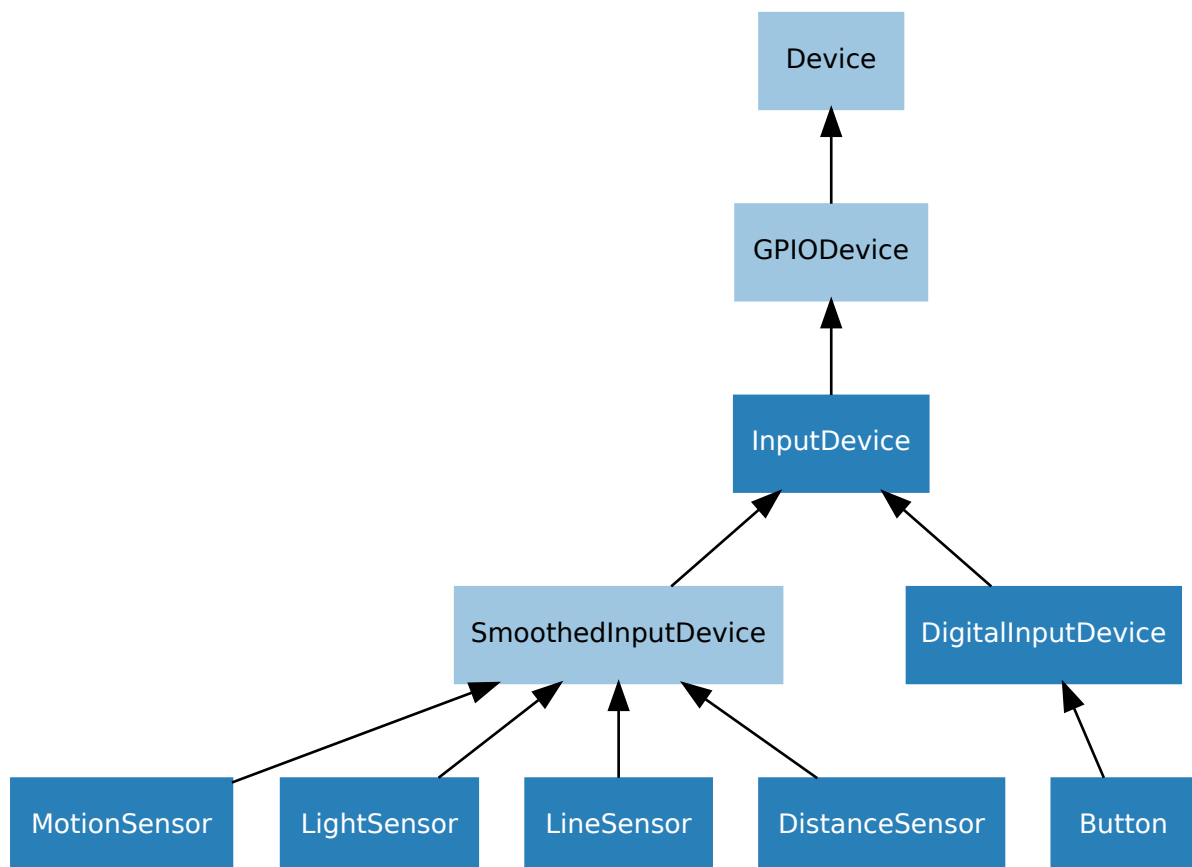 Device
GPIODevice
InputDevice
SmoothedInputDevice
DigitalInputDevice
MotionSensor
LightSensor
LineSensor
DistanceSensor
Button